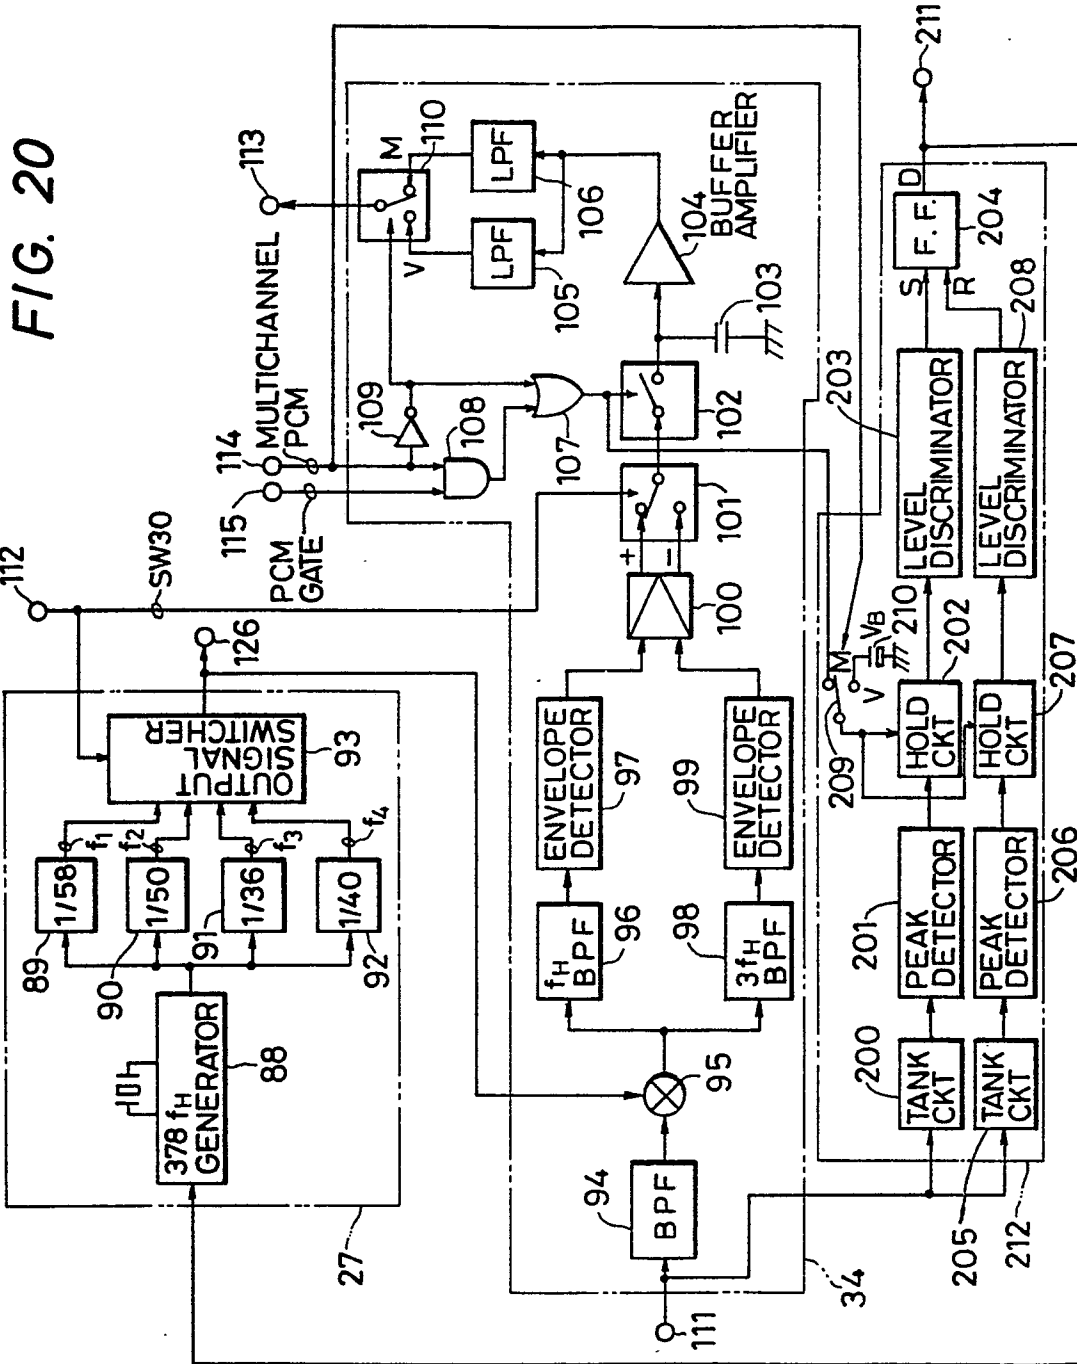 FIG. 20
112
SW30
126
OUTPUT
SIGNAL
SWITCHER
93
f1
f2
f3
f4
1/58
1/50
1/36
1/40
89
90
91
92
378 fH
GENERATOR
88
27
114
MULTICHANNEL
PCM
115
PCM
GATE
113
109
108
107
110
M
V
LPF
106
LPF
105
104
BUFFER
AMPLIFIER
103
102
101
+
−
100
ENVELOPE
DETECTOR
97
ENVELOPE
DETECTOR
99
fH
BPF
96
3fH
BPF
98
95
BPF
94
111
34
211
D
F. F.
204
S
R
203
LEVEL
DISCRIMINATOR
208
LEVEL
DISCRIMINATOR
M
V
VB
210
209
HOLD
CKT
202
HOLD
CKT
207
201
PEAK
DETECTOR
PEAK
DETECTOR
206
200
TANK
CKT
TANK
CKT
205
212